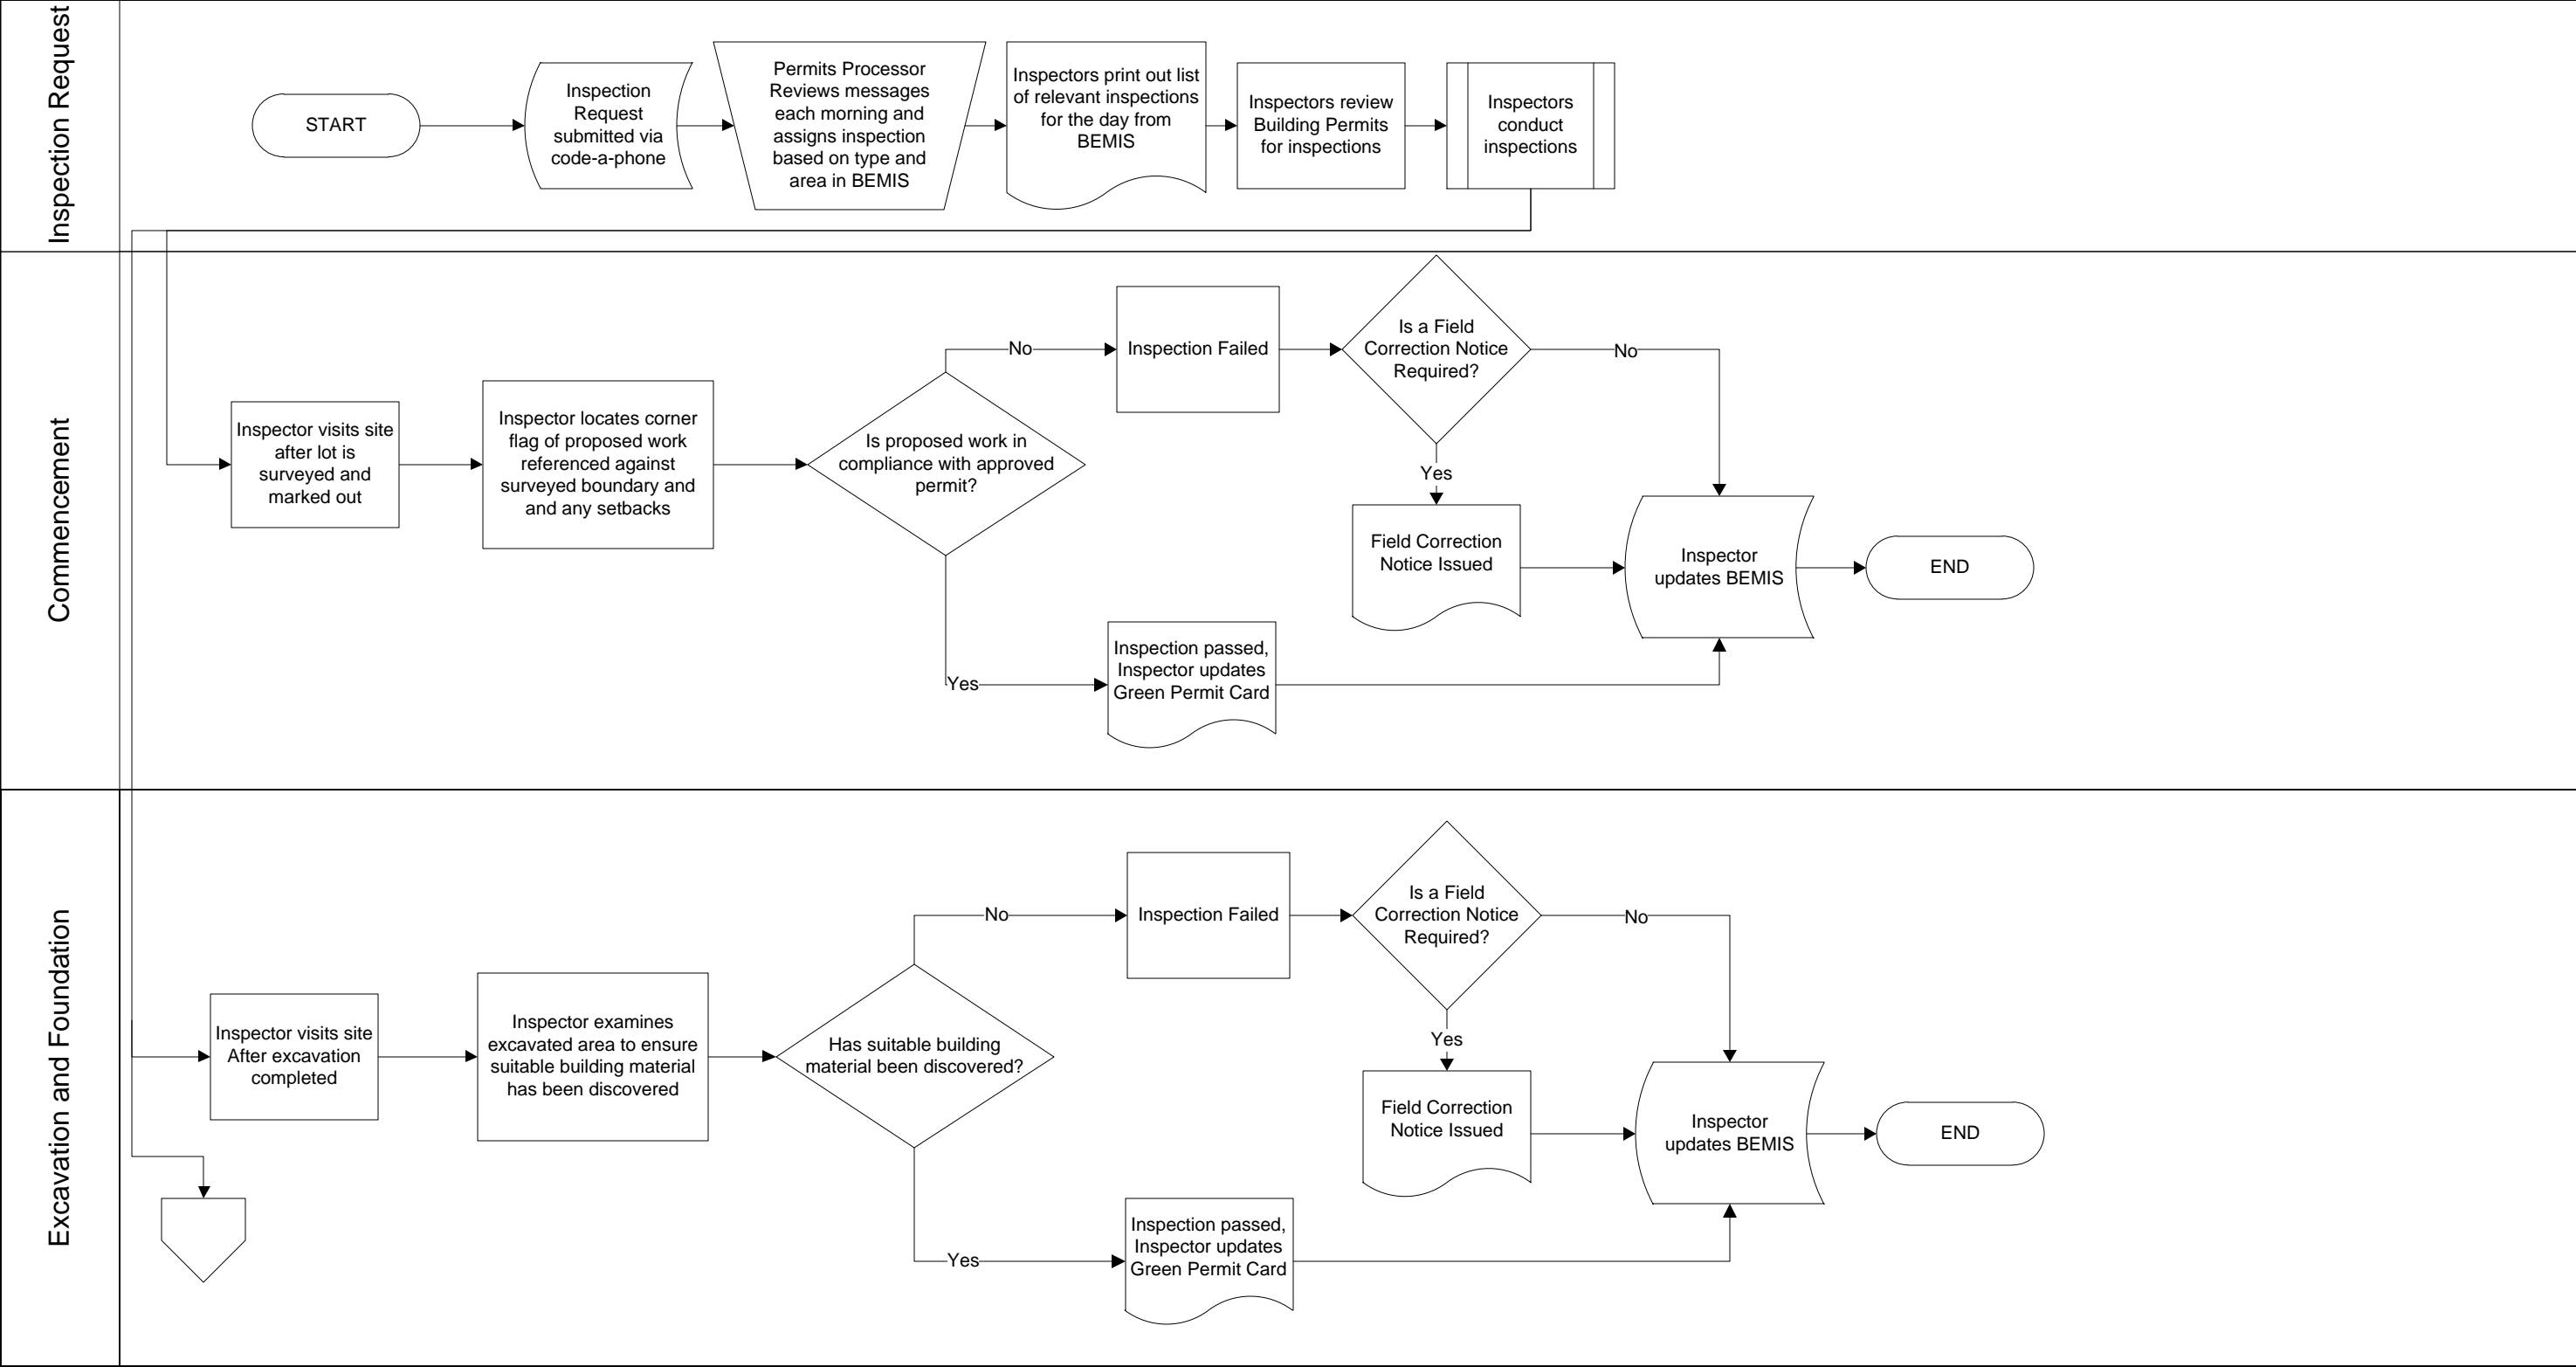 Inspection Request
START
Inspection
Request
submitted via
code-a-phone
Permits Processor
Reviews messages
each morning and
assigns inspection
based on type and
area in BEMIS
Inspectors print out list
of relevant inspections
for the day from
BEMIS
Inspectors review
Building Permits
for inspections
Inspectors
conduct
inspections
Commencement
Inspector visits site
after lot is
surveyed and
marked out
Inspector locates corner
flag of proposed work
referenced against
surveyed boundary and
and any setbacks
Is proposed work in
compliance with approved
permit?
No
Inspection Failed
Is a Field
Correction Notice
Required?
No
Yes
Field Correction
Notice Issued
Yes
Inspection passed,
Inspector updates
Green Permit Card
Inspector
updates BEMIS
END
Excavation and Foundation
Inspector visits site
After excavation
completed
Inspector examines
excavated area to ensure
suitable building material
has been discovered
Has suitable building
material been discovered?
No
Inspection Failed
Is a Field
Correction Notice
Required?
No
Yes
Field Correction
Notice Issued
Yes
Inspection passed,
Inspector updates
Green Permit Card
Inspector
updates BEMIS
END